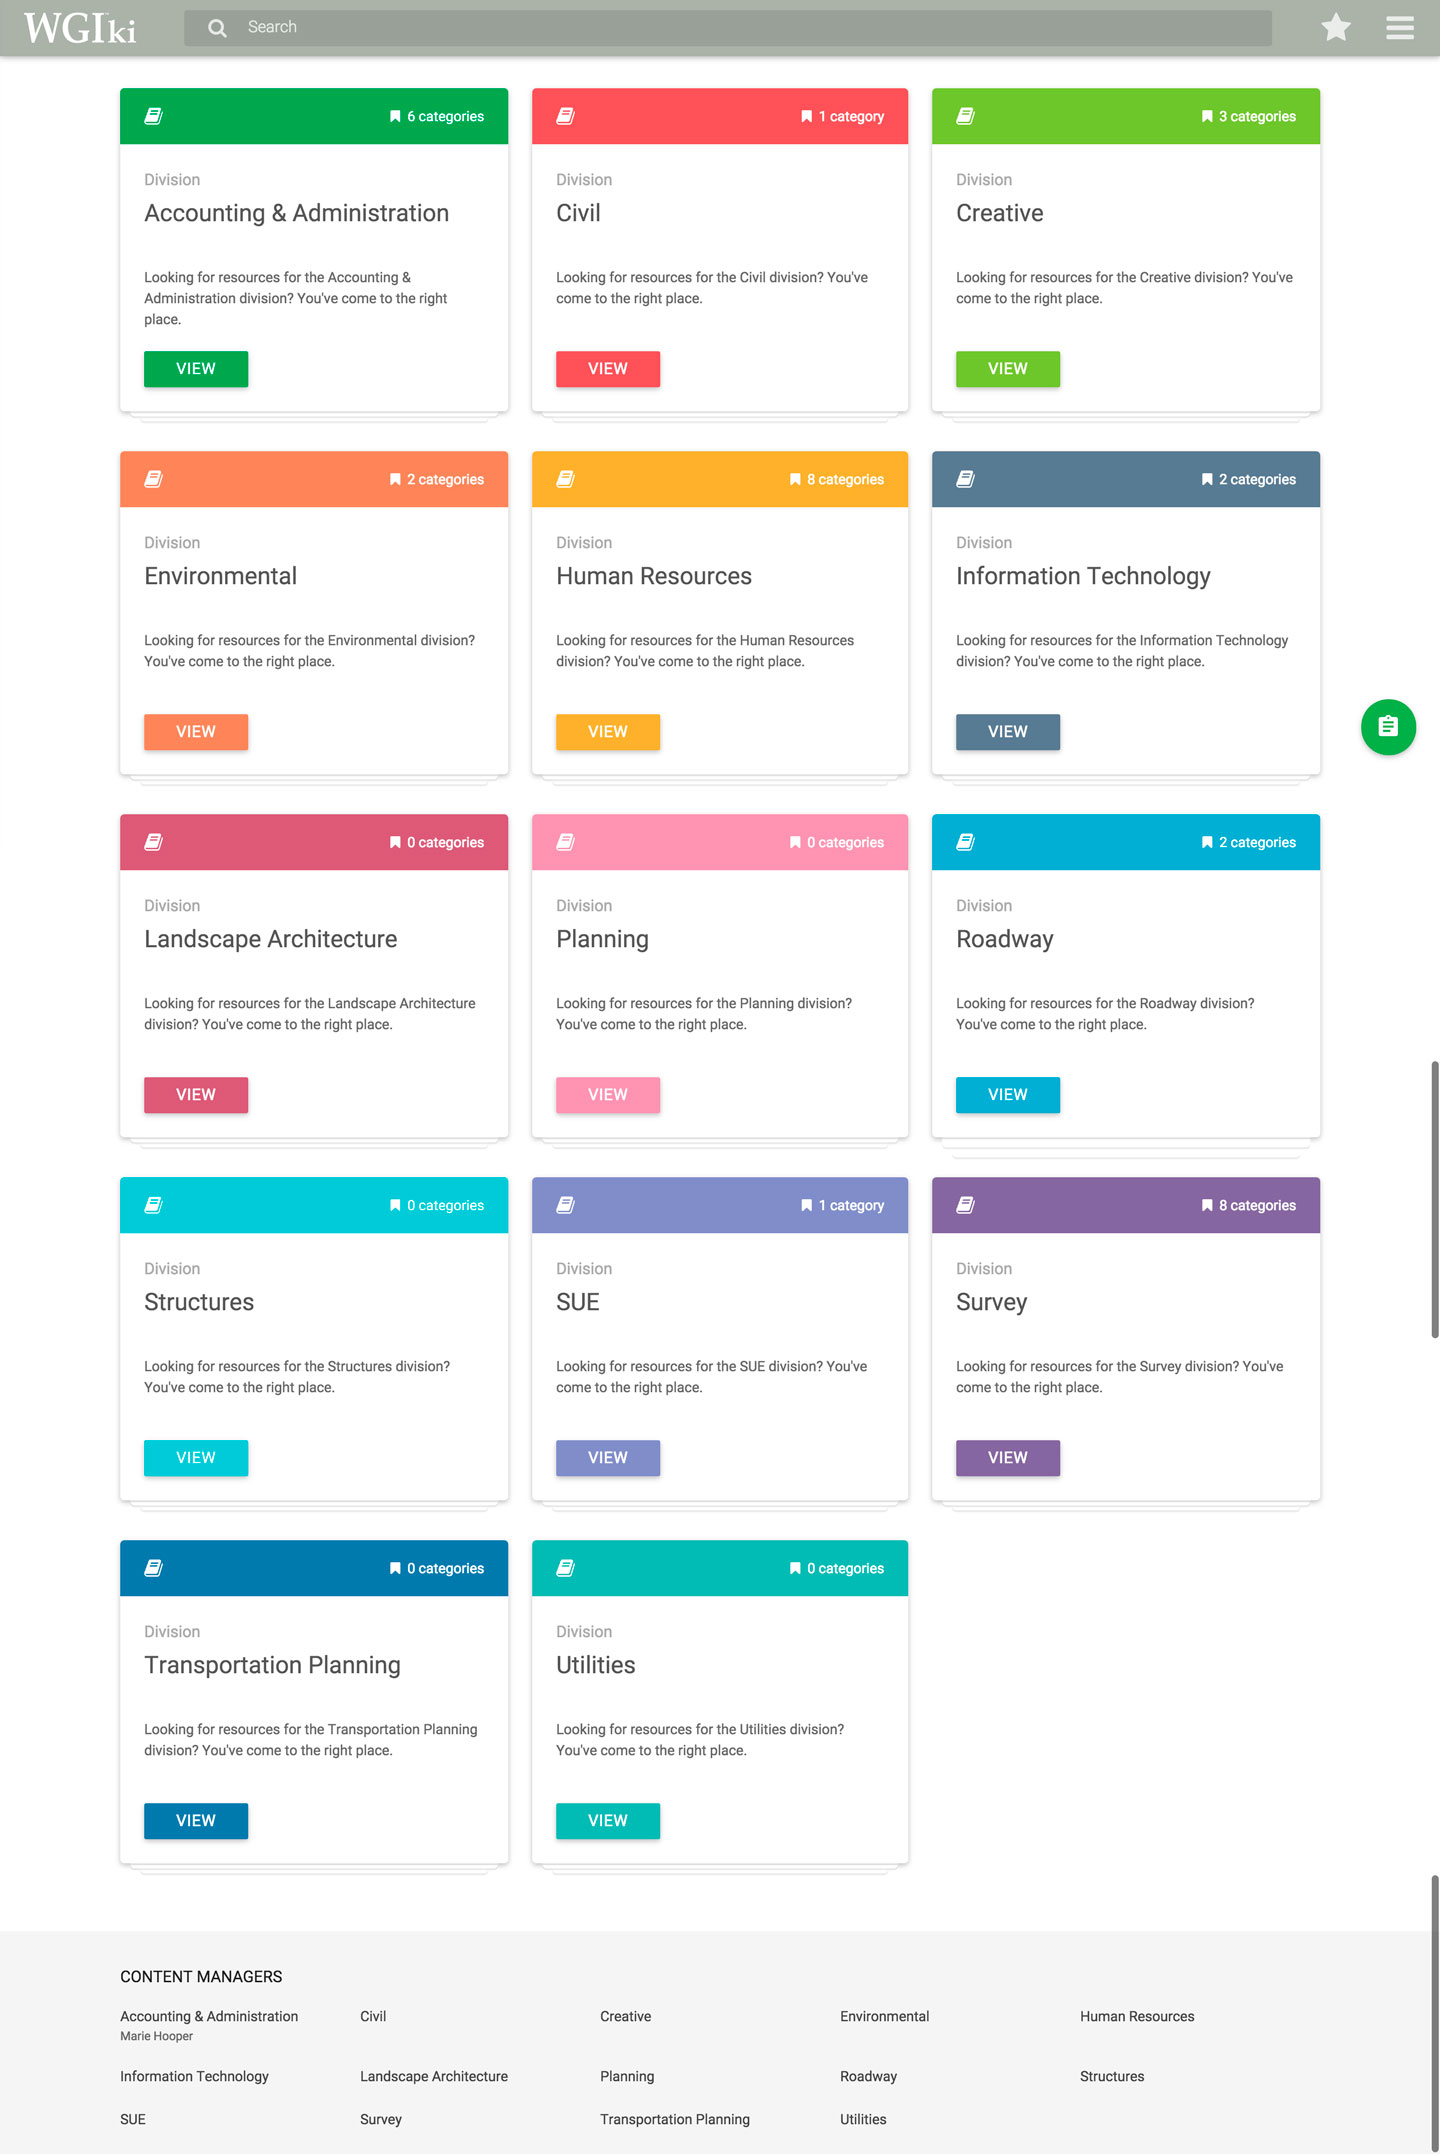 WGIki
Search
6 categories
Division
Accounting & Administration
Looking for resources for the Accounting &
Administration division? You've come to the right
place.
VIEW
1 category
Division
Civil
Looking for resources for the Civil division? You've
come to the right place.
VIEW
3 categories
Division
Creative
Looking for resources for the Creative division? You've
come to the right place.
VIEW
2 categories
Division
Environmental
Looking for resources for the Environmental division?
You've come to the right place.
VIEW
8 categories
Division
Human Resources
Looking for resources for the Human Resources
division? You've come to the right place.
VIEW
2 categories
Division
Information Technology
Looking for resources for the Information Technology
division? You've come to the right place.
VIEW
0 categories
Division
Landscape Architecture
Looking for resources for the Landscape Architecture
division? You've come to the right place.
VIEW
0 categories
Division
Planning
Looking for resources for the Planning division?
You've come to the right place.
VIEW
2 categories
Division
Roadway
Looking for resources for the Roadway division?
You've come to the right place.
VIEW
0 categories
Division
Structures
Looking for resources for the Structures division?
You've come to the right place.
VIEW
1 category
Division
SUE
Looking for resources for the SUE division? You've
come to the right place.
VIEW
8 categories
Division
Survey
Looking for resources for the Survey division? You've
come to the right place.
VIEW
0 categories
Division
Transportation Planning
Looking for resources for the Transportation Planning
division? You've come to the right place.
VIEW
0 categories
Division
Utilities
Looking for resources for the Utilities division?
You've come to the right place.
VIEW
CONTENT MANAGERS
Accounting & Administration
Marie Hooper
Civil
Creative
Environmental
Human Resources
Information Technology
Landscape Architecture
Planning
Roadway
Structures
SUE
Survey
Transportation Planning
Utilities